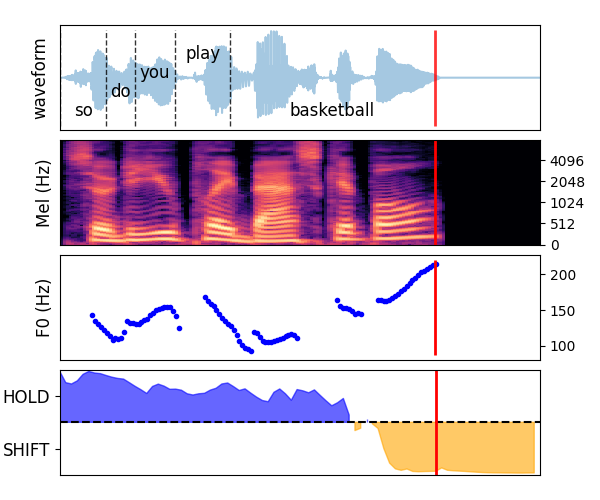 waveform
so
do
you
play
basketball
Mel (Hz)
4096
2048
1024
512
0
F0 (Hz)
200
150
100
HOLD
SHIFT